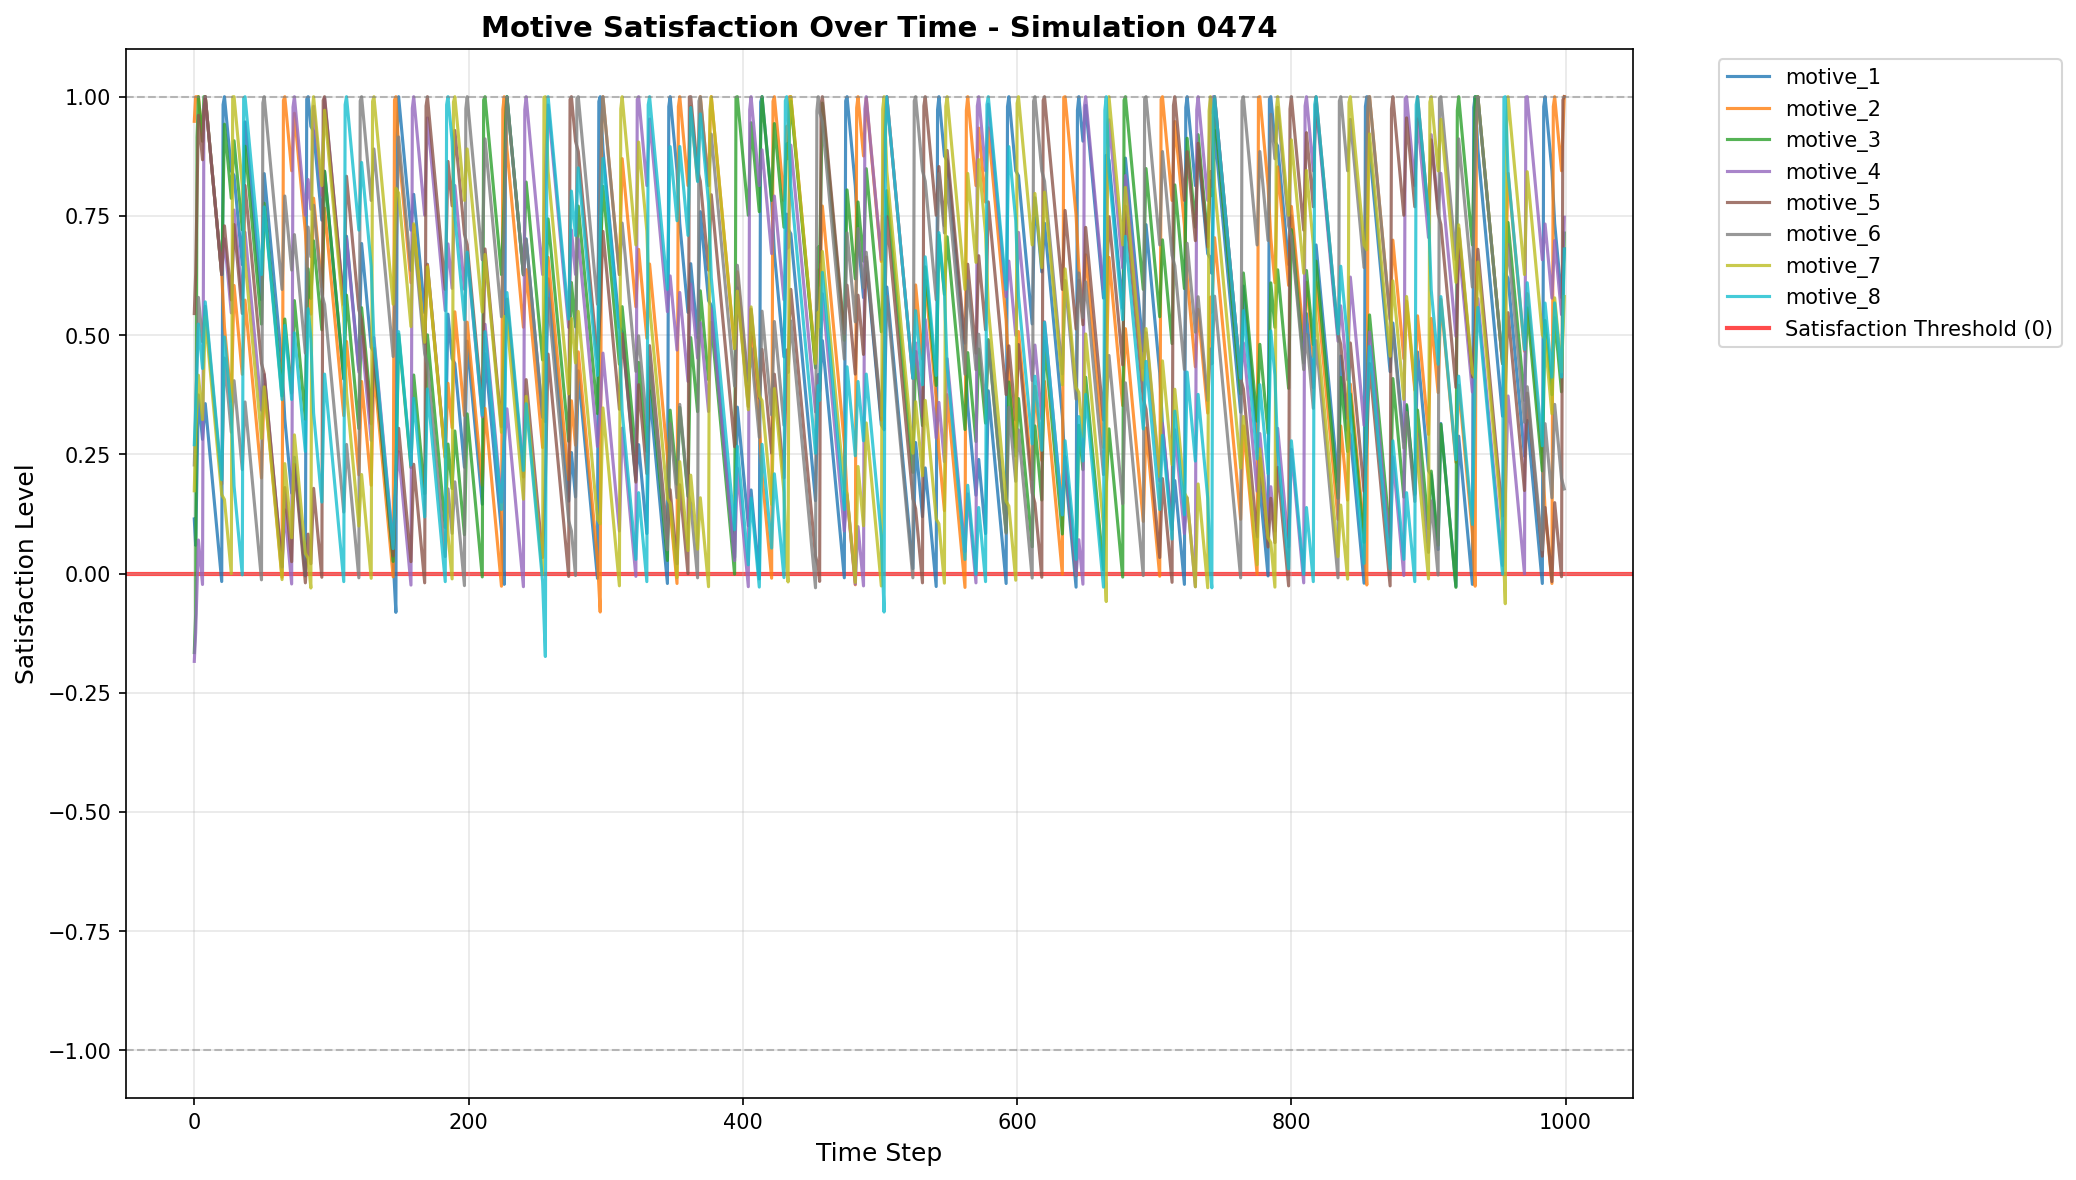 Motive Satisfaction Over Time - Simulation 0474
1.00
0.75
0.50
0.25
0.00
−0.25
−0.50
−0.75
−1.00
Satisfaction Level
0
200
400
600
800
1000
Time Step
motive_1
motive_2
motive_3
motive_4
motive_5
motive_6
motive_7
motive_8
Satisfaction Threshold (0)